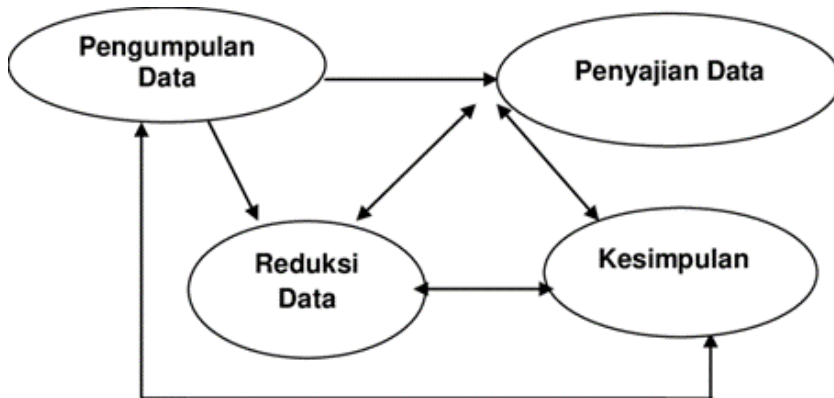 Pengumpulan
Data
Penyajian Data
Reduksi
Data
Kesimpulan